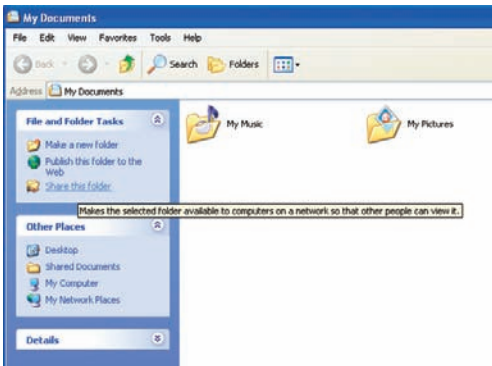 My Documents
File Edit View Favorites Tools Help
Back Search Folders
Address My Documents
File and Folder Tasks
Make a new folder
Publish this folder to the
Web
Share this folder
Makes the selected folder available to computers on a network so that other people can view it.
Other Places
Desktop
Shared Documents
My Computer
My Network Places
Details
My Music
My Pictures